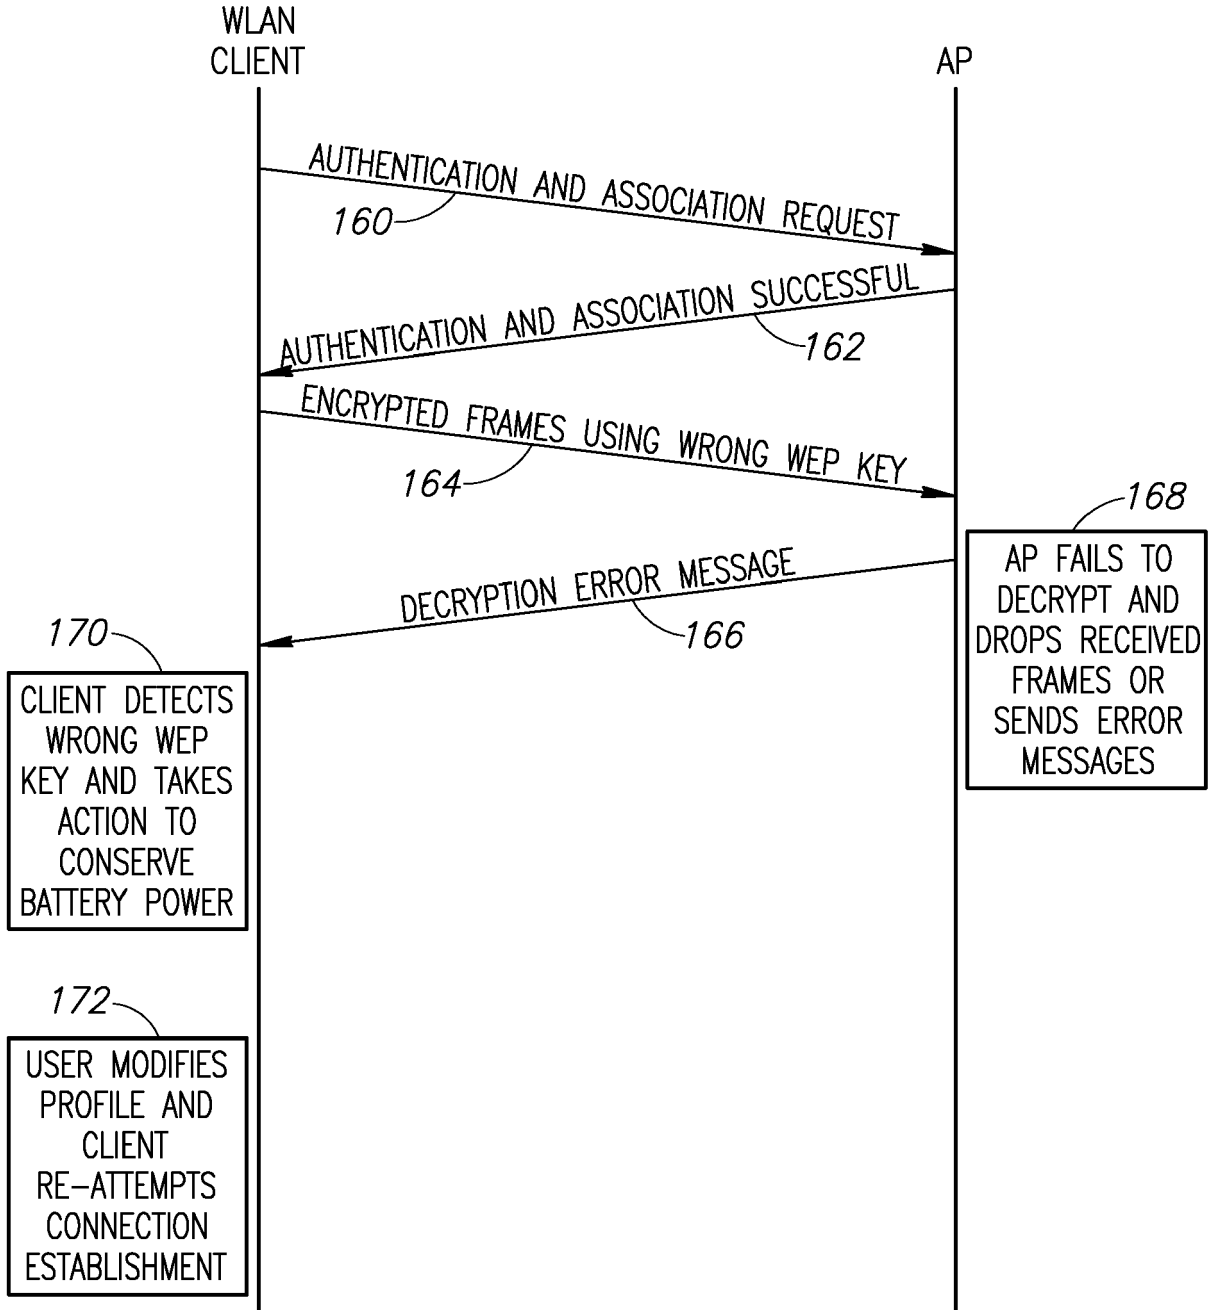 WLAN
CLIENT
AP
AUTHENTICATION AND ASSOCIATION REQUEST
160
AUTHENTICATION AND ASSOCIATION SUCCESSFUL
162
ENCRYPTED FRAMES USING WRONG WEP KEY
164
168
AP FAILS TO
DECRYPT AND
DROPS RECEIVED
FRAMES OR
SENDS ERROR
MESSAGES
DECRYPTION ERROR MESSAGE
166
170
CLIENT DETECTS
WRONG WEP
KEY AND TAKES
ACTION TO
CONSERVE
BATTERY POWER
172
USER MODIFIES
PROFILE AND
CLIENT
RE-ATTEMPTS
CONNECTION
ESTABLISHMENT